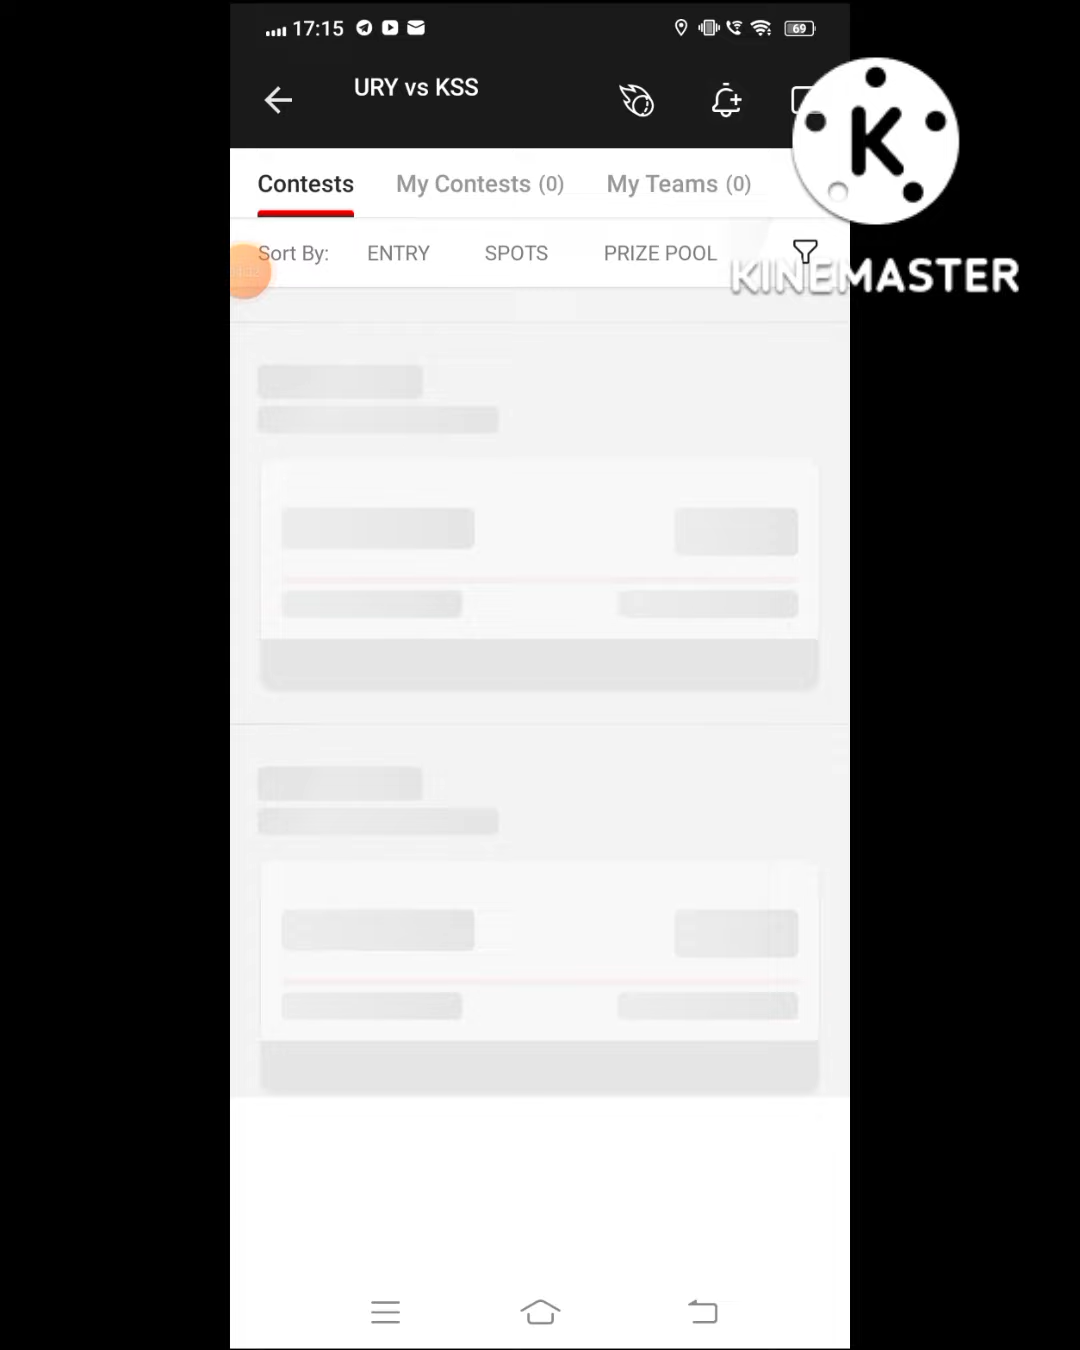 17:15
69
URY vs KSS
K
Contests My Contests (0) My Teams (0)
Sort By: ENTRY SPOTS PRIZE POOL
KINEMASTER